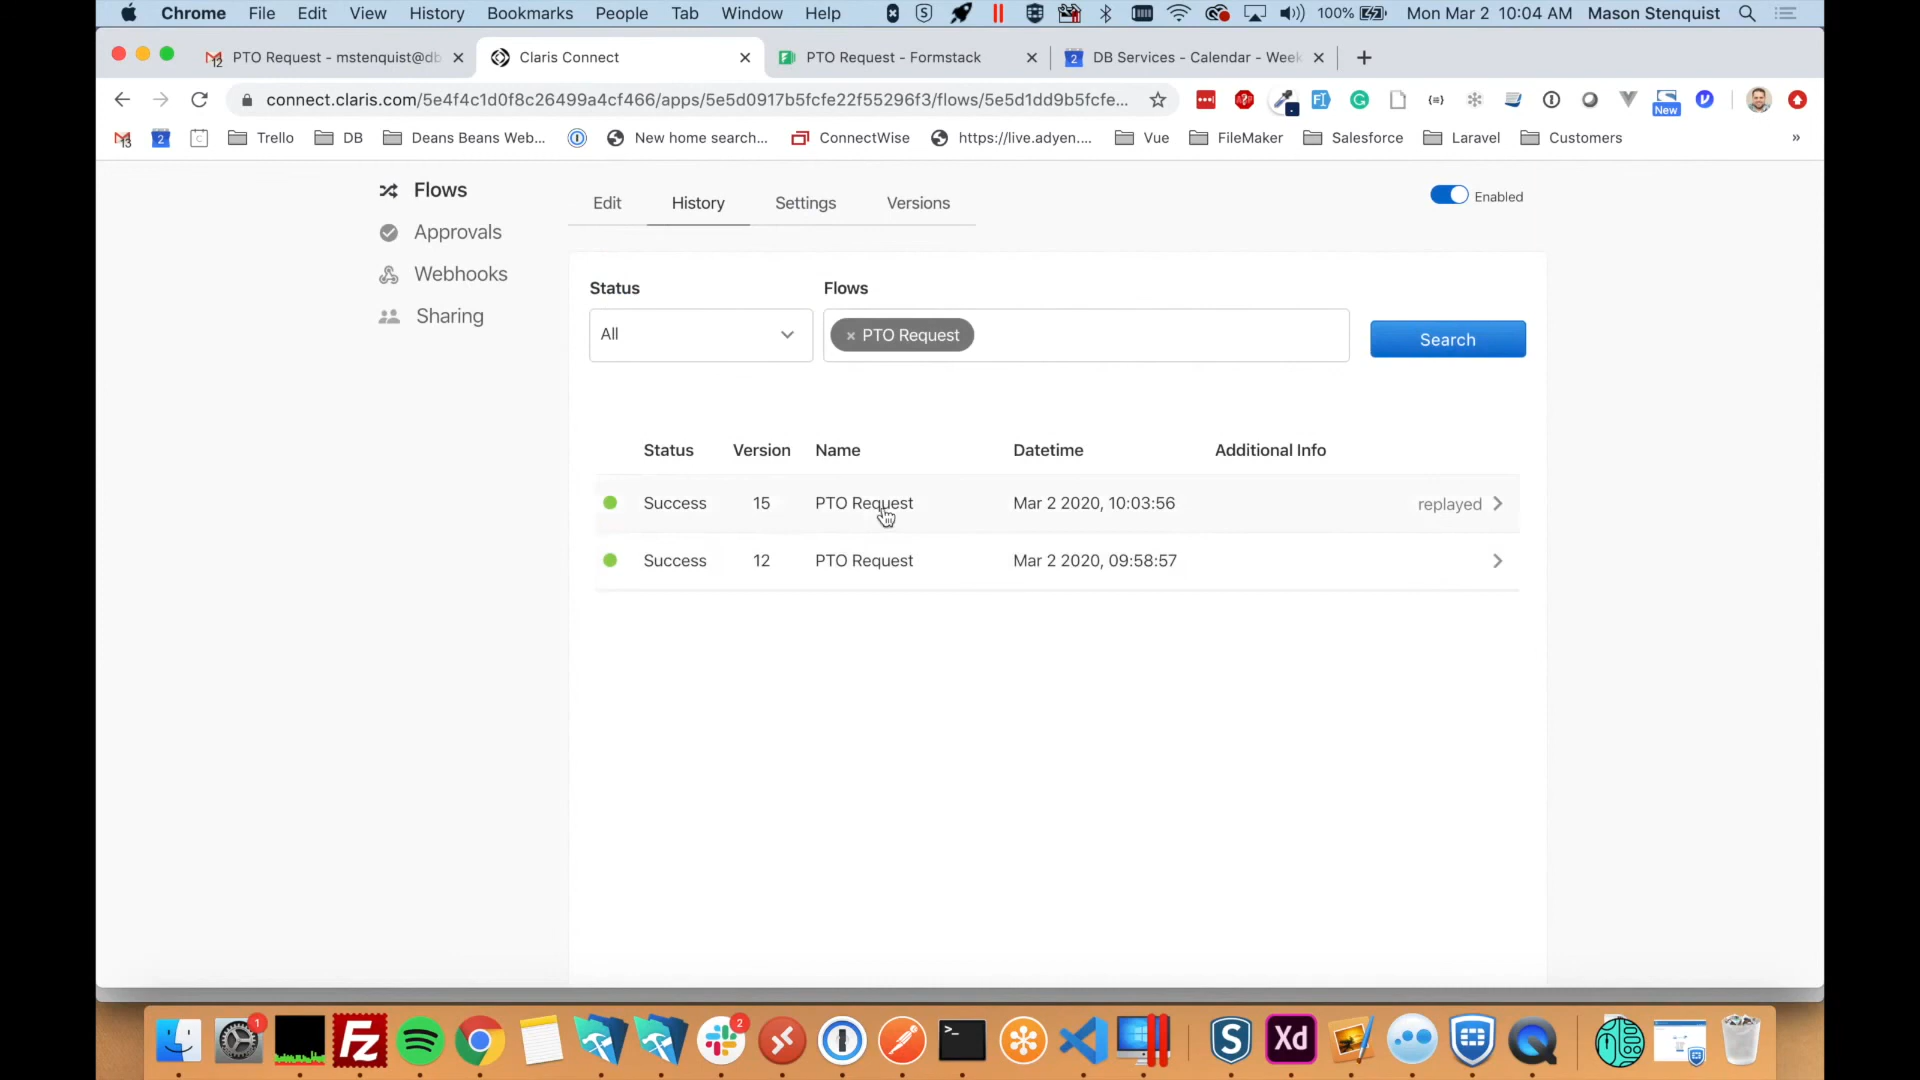 Chrome File Edit View History Bookmarks People Tab Window Help 100% Mon Mar 2 10:04 AM Mason Stenquist
PTO Request - mstenquist@db
Claris Connect
PTO Request - Formstack
DB Services - Calendar - Week
connect.claris.com/5e4f4c1d0f8c26499a4cf466/apps/5e5d0917b5fcfe22f55296f3/flows/5e5d1dd9b5fcfe...
New
Trello DB Deans Beans Web... New home search... ConnectWise https://live.adyen.... Vue FileMaker Salesforce Laravel Customers »
Flows
Approvals
Webhooks
Sharing
Edit History Settings Versions
Enabled
Status
All
Flows
× PTO Request
Search
Status Version Name Datetime Additional Info
Success 15 PTO Request Mar 2 2020, 10:03:56 replayed
Success 12 PTO Request Mar 2 2020, 09:58:57
1
Fz
2
S
Xd